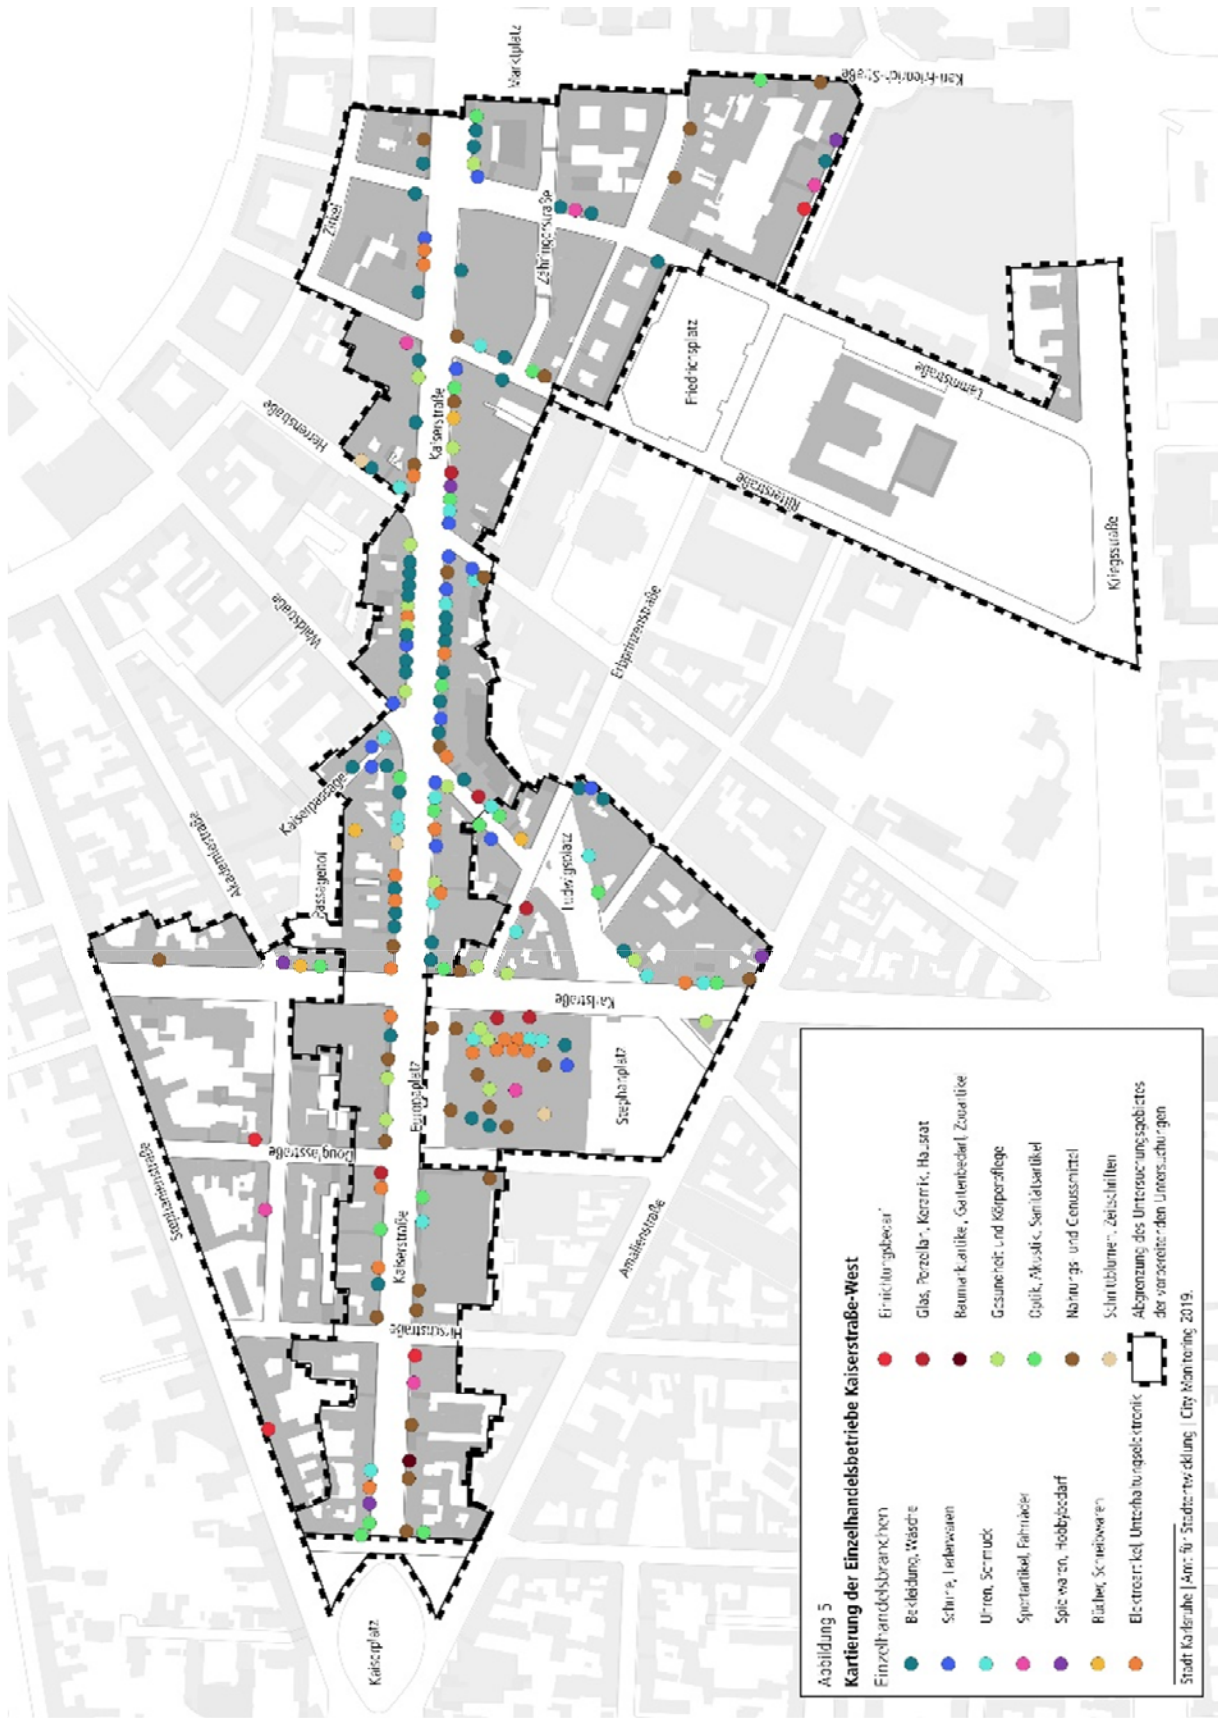 Marktplatz
Karl-Friedrich-Straße
Zirkel
Zähringerstraße
Friedrichsplatz
Lammstraße
Herrenstraße
Kaiserstraße
Ritterstraße
Kriegsstraße
Waldstraße
Erbprinzenstraße
Kaiserpassage
Akademiestraße
Passagehof
Ludwigsplatz
Karlstraße
Europaplatz
Stephanplatz
Douglasstraße
Stephanienstraße
Kaiserstraße
Amalienstraße
Hirschstraße
Kaiserplatz
Abbildung 5
Kartierung der Einzelhandelsbetriebe Kaiserstraße-West
Einzelhandelsbranchen
Bekleidung, Wäsche
Schuhe, Lederwaren
Uhren, Schmuck
Sportartikel, Fahrräder
Spielwaren, Hobbybedarf
Bücher, Schreibwaren
Elektroartikel, Unterhaltungselektronik
Einrichtungsbedarf
Glas, Porzellan, Keramik, Hausrat
Baumarktartikel, Gartenbedarf, Zooartikel
Gesundheit und Körperpflege
Optik, Akustik, Sanitätsartikel
Nahrungs- und Genussmittel
Schnittblumen, Zeitschriften
Abgrenzung des Untersuchungsgebietes
der vorbereitenden Untersuchungen
Stadt Karlsruhe | Amt für Stadtentwicklung | City Monitoring 2019.